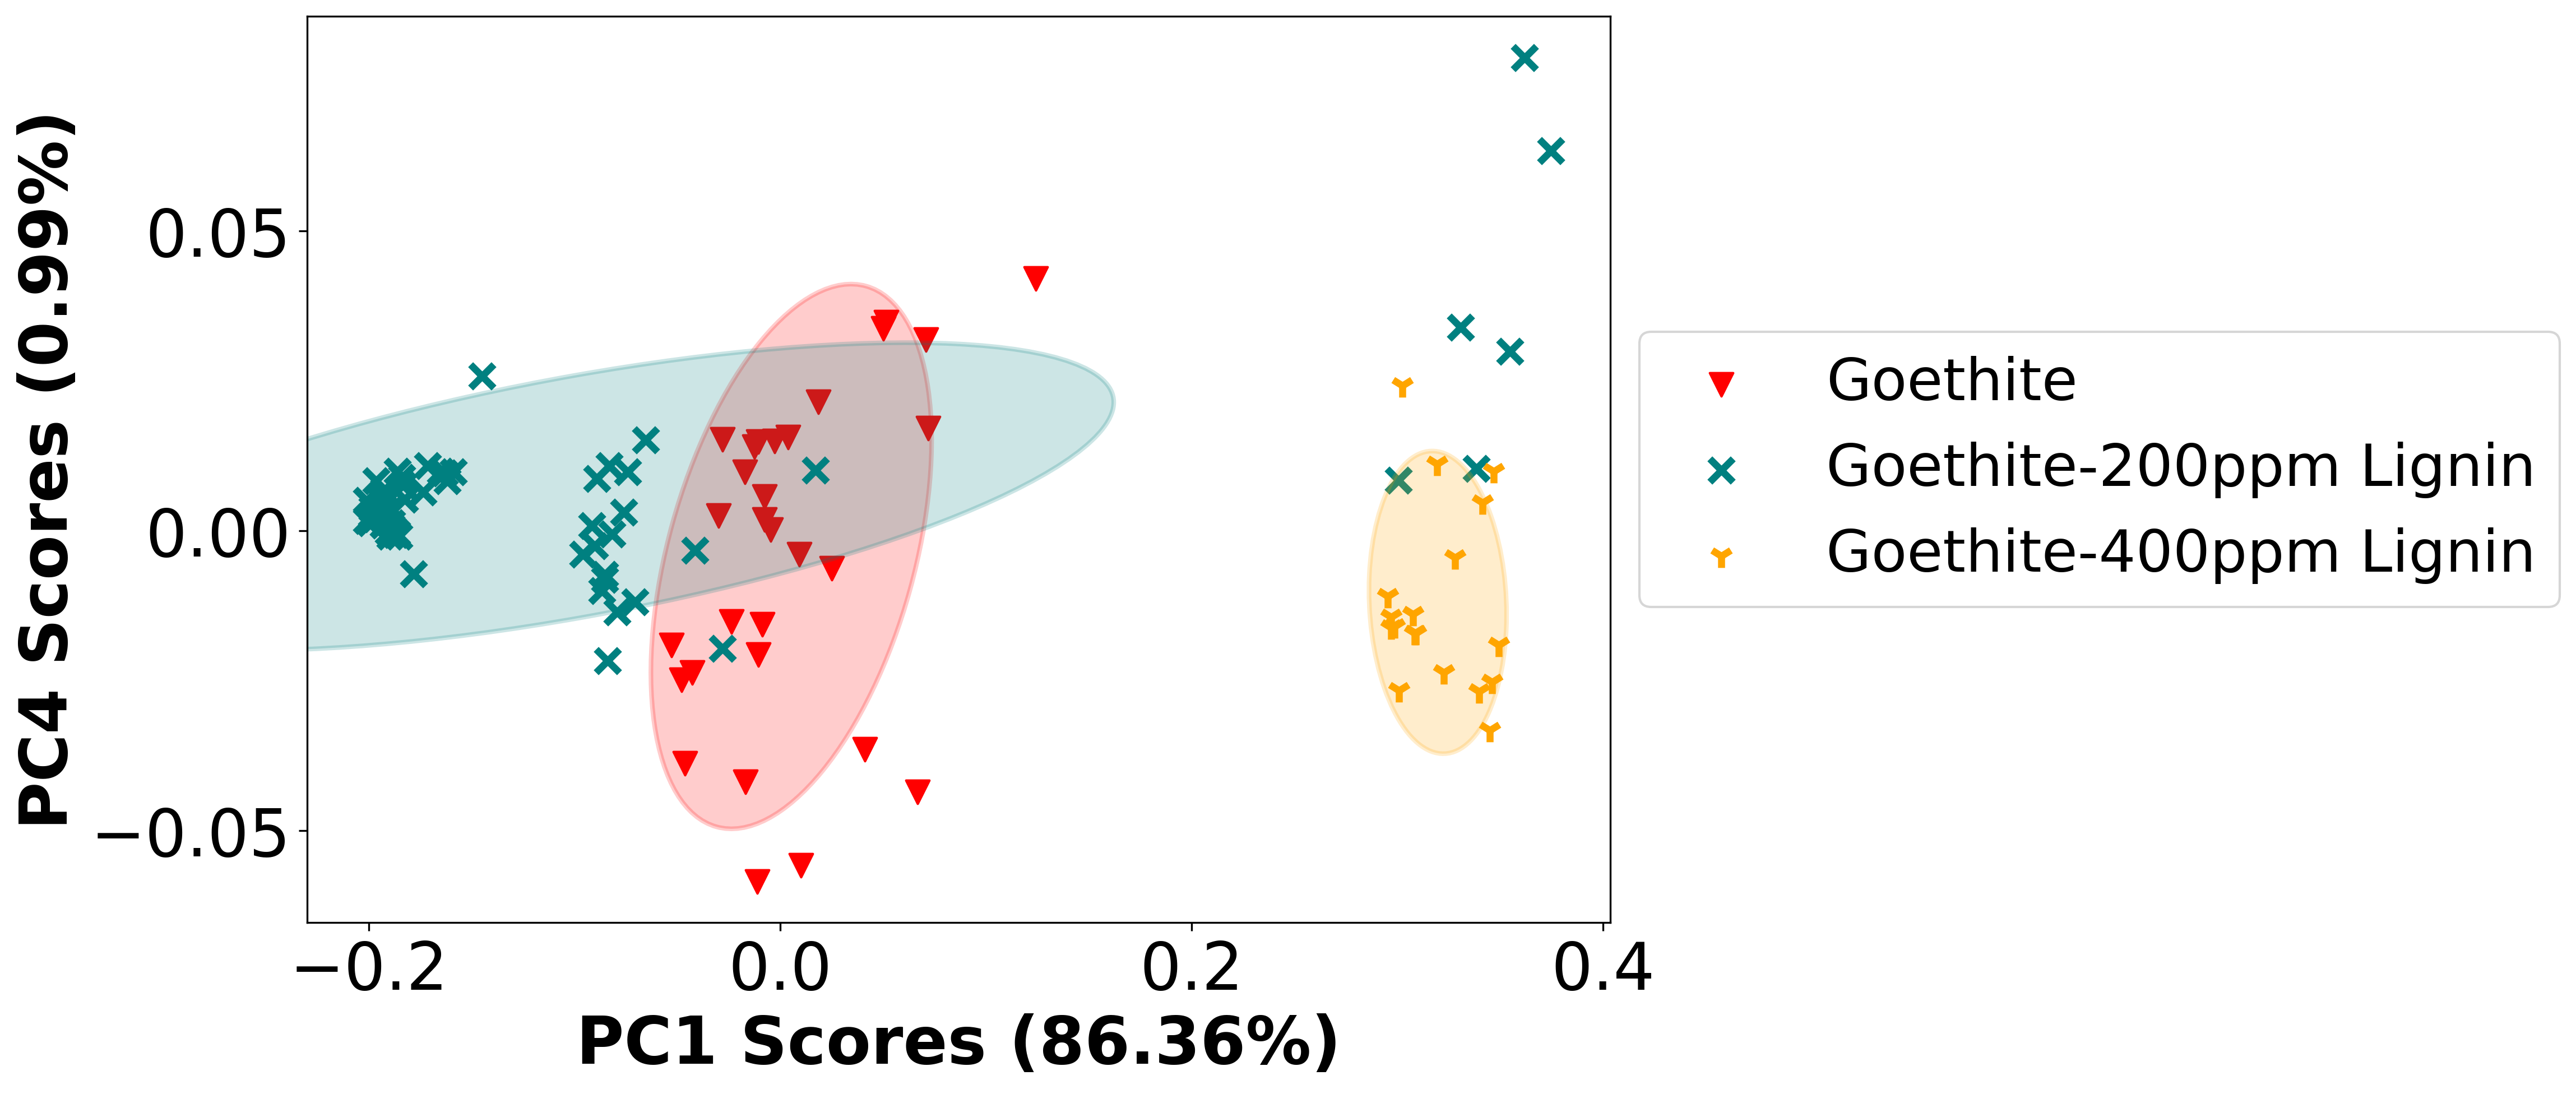 PC4 Scores (0.99%)
0.05
0.00
−0.05
−0.2
0.0
0.2
0.4
PC1 Scores (86.36%)
Goethite
Goethite-200ppm Lignin
Goethite-400ppm Lignin